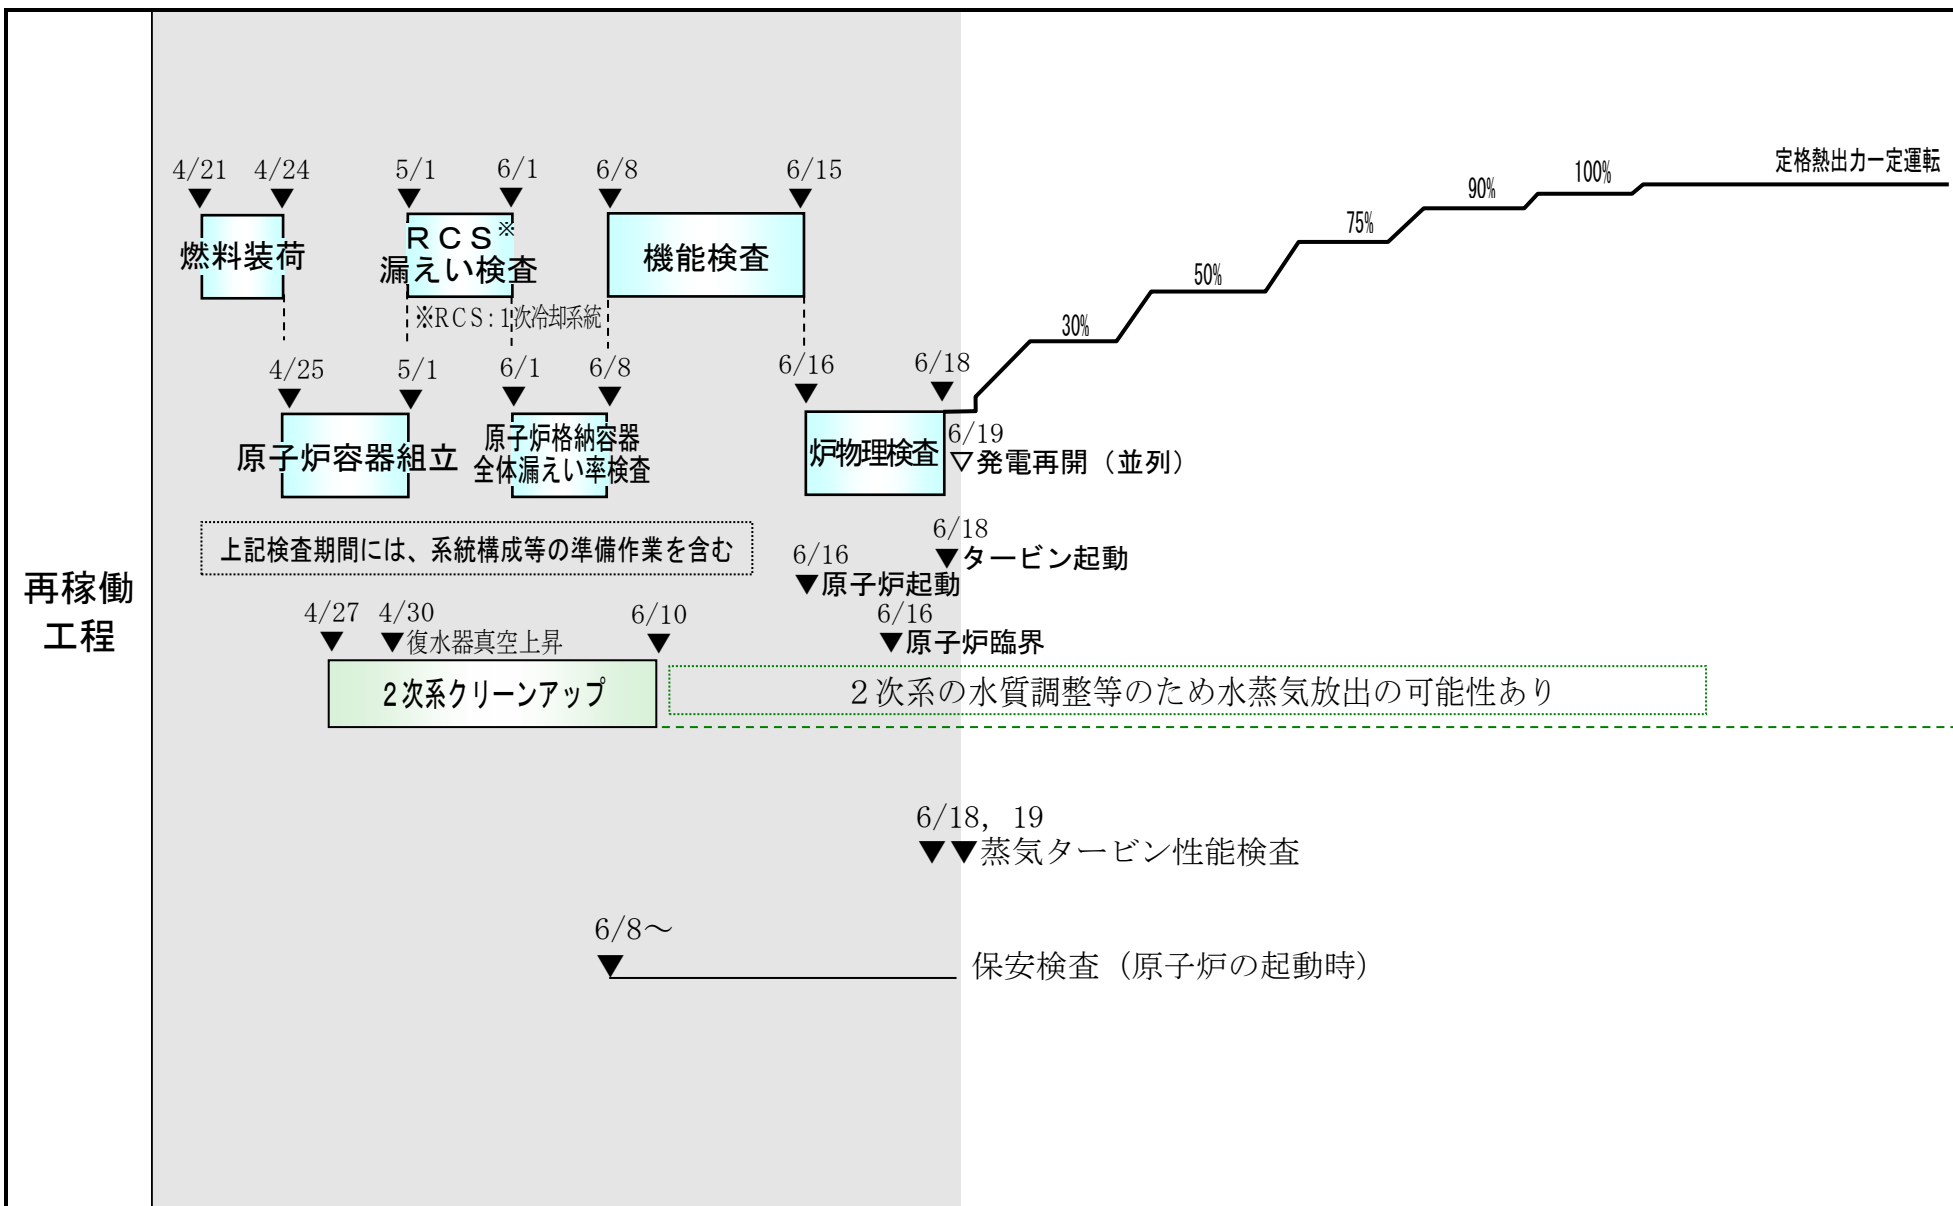 再稼働
工程
4/21 4/24 5/1 6/1 6/8 6/15
燃料装荷
RCS※
漏えい検査
機能検査
※RCS:1次冷却系統
4/25 5/1 6/1 6/8 6/16 6/18
原子炉容器組立
原子炉格納容器
全体漏えい率検査
炉物理検査
6/19
▽発電再開（並列）
30%
50%
75%
90%
100%
定格熱出力一定運転
上記検査期間には、系統構成等の準備作業を含む
6/18
▼タービン起動
6/16
▼原子炉起動
6/16
▼原子炉臨界
4/27 4/30 6/10
▼復水器真空上昇
2次系クリーンアップ
2次系の水質調整等のため水蒸気放出の可能性あり
6/18, 19
▼▼蒸気タービン性能検査
6/8～
保安検査（原子炉の起動時）